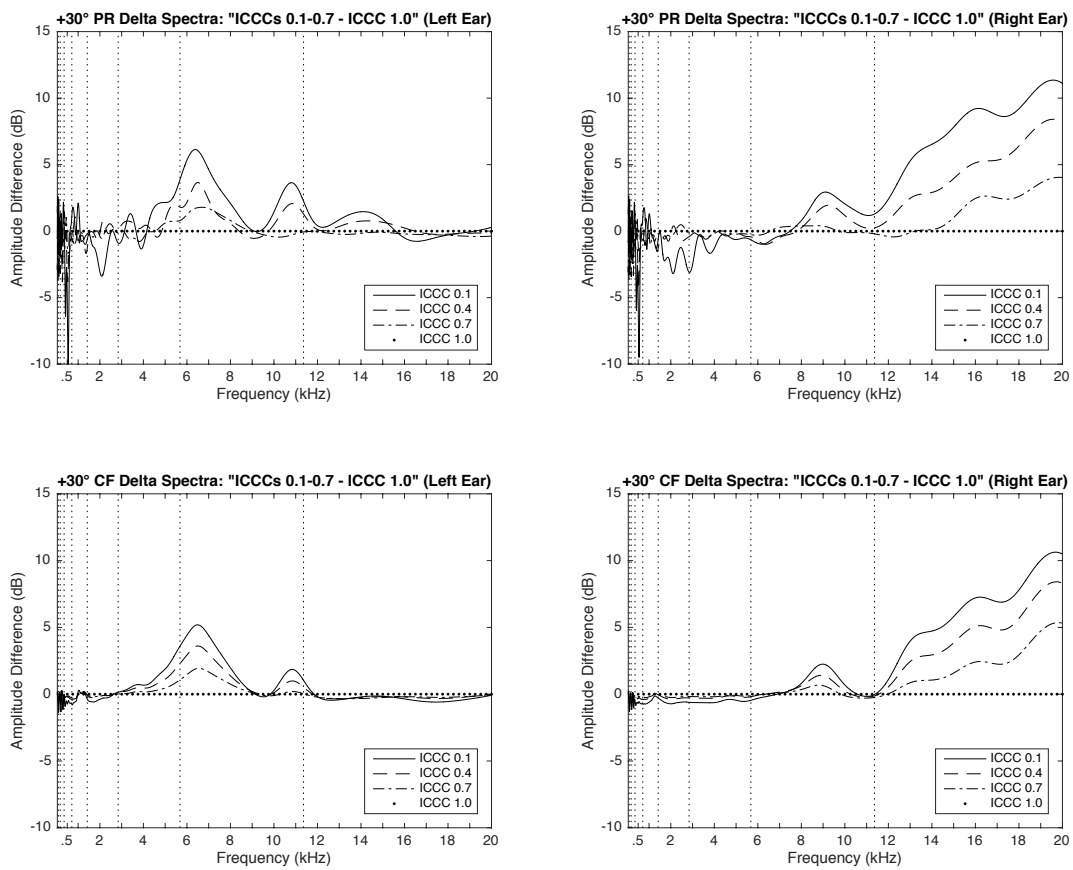 +30° PR Delta Spectra: "ICCCs 0.1-0.7 - ICCC 1.0" (Left Ear)
15
10
5
0
-5
-10
Amplitude Difference (dB)
ICCC 0.1
ICCC 0.4
ICCC 0.7
ICCC 1.0
.5 2 4 6 8 10 12 14 16 18 20
Frequency (kHz)
+30° PR Delta Spectra: "ICCCs 0.1-0.7 - ICCC 1.0" (Right Ear)
15
10
5
0
-5
-10
Amplitude Difference (dB)
ICCC 0.1
ICCC 0.4
ICCC 0.7
ICCC 1.0
.5 2 4 6 8 10 12 14 16 18 20
Frequency (kHz)
+30° CF Delta Spectra: "ICCCs 0.1-0.7 - ICCC 1.0" (Left Ear)
15
10
5
0
-5
-10
Amplitude Difference (dB)
ICCC 0.1
ICCC 0.4
ICCC 0.7
ICCC 1.0
.5 2 4 6 8 10 12 14 16 18 20
Frequency (kHz)
+30° CF Delta Spectra: "ICCCs 0.1-0.7 - ICCC 1.0" (Right Ear)
15
10
5
0
-5
-10
Amplitude Difference (dB)
ICCC 0.1
ICCC 0.4
ICCC 0.7
ICCC 1.0
.5 2 4 6 8 10 12 14 16 18 20
Frequency (kHz)